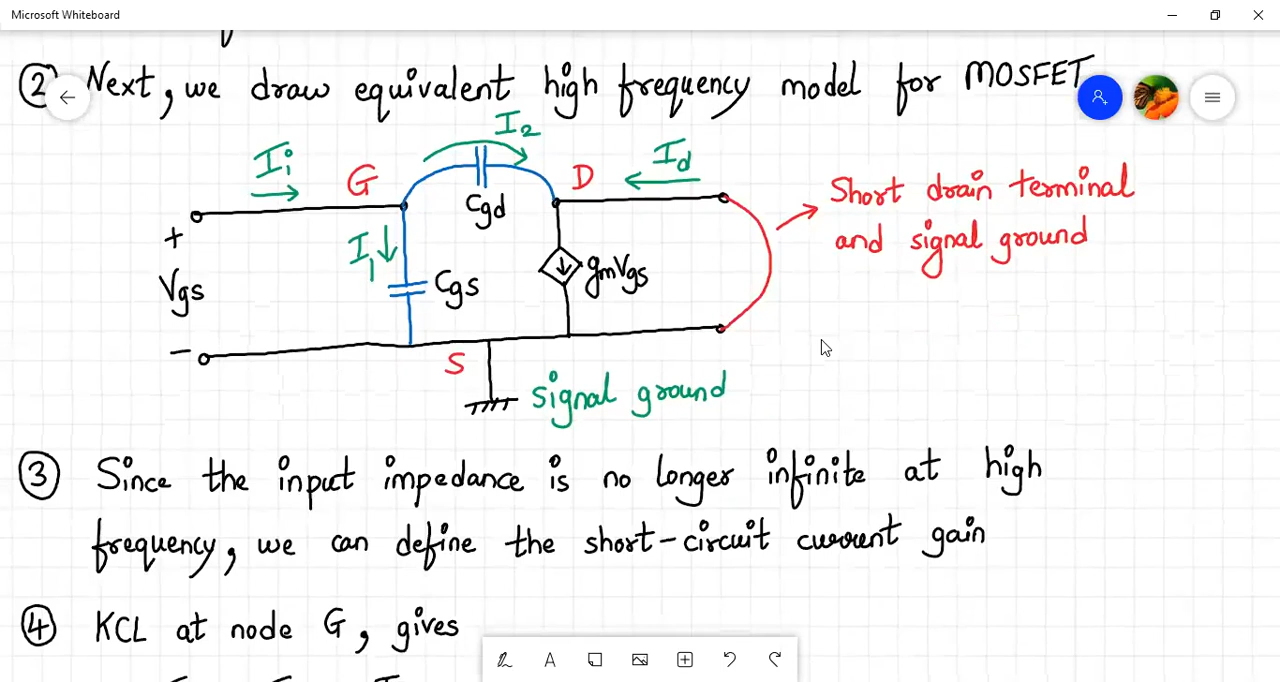 Microsoft Whiteboard
② Next, we draw equivalent high frequency model for MOSFET
I2
Ii
G
D
Id
Cgd
Short drain terminal
and signal ground
+
I1
Vgs
Cgs
gmVgs
−
S
signal ground
③ Since the input impedance is no longer infinite at high
frequency, we can define the short-circuit current gain
④ KCL at node G, gives
A